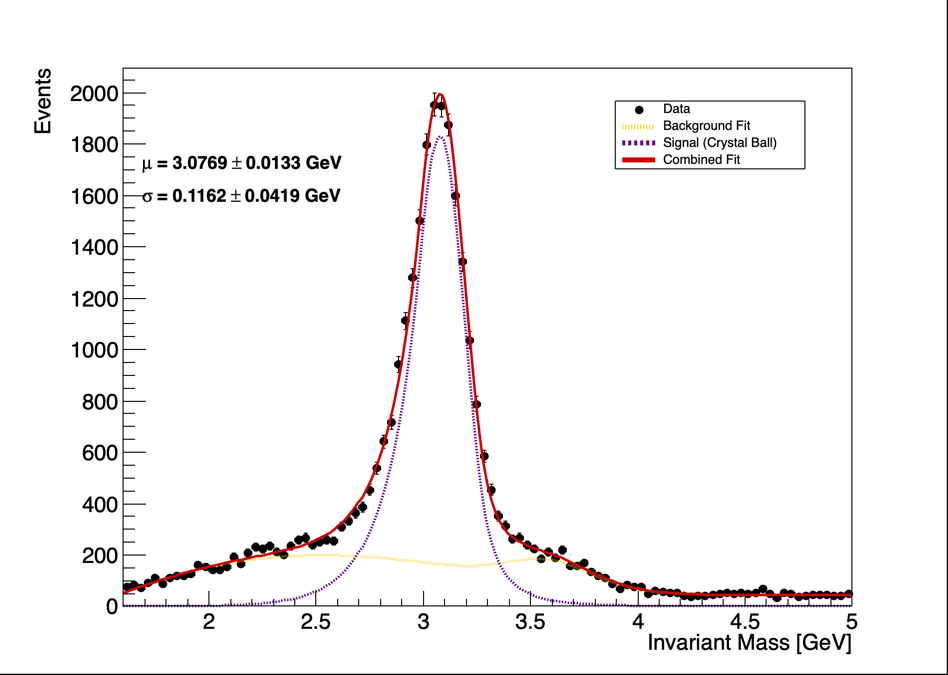 Events
2000
1800
1600
1400
1200
1000
800
600
400
200
0
μ = 3.0769 ± 0.0133 GeV
σ = 0.1162 ± 0.0419 GeV
Data
Background Fit
Signal (Crystal Ball)
Combined Fit
2 2.5 3 3.5 4 4.5 5
Invariant Mass [GeV]